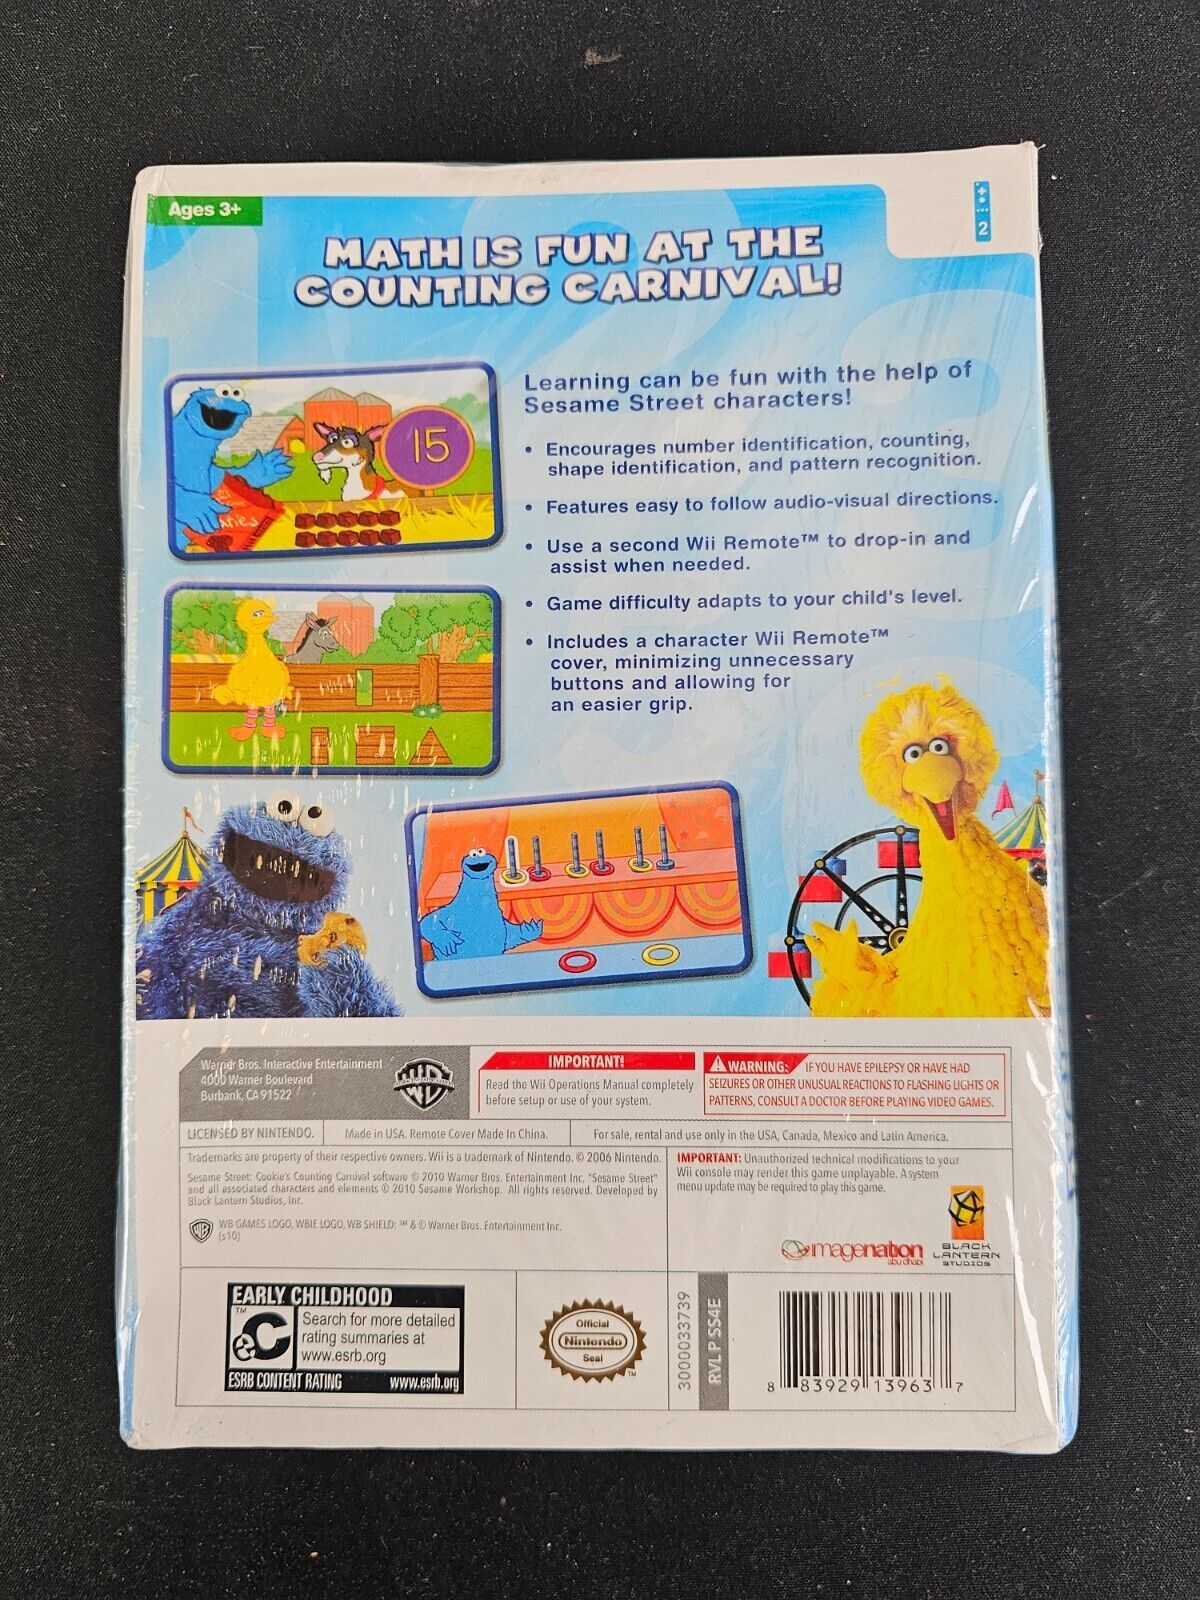 Ages 3+
2
MATH IS FUN AT THE
COUNTING CARNIVAL!
15
Learning can be fun with the help of
Sesame Street characters!
• Encourages number identification, counting,
shape identification, and pattern recognition.
• Features easy to follow audio-visual directions.
• Use a second Wii Remote™ to drop-in and
assist when needed.
• Game difficulty adapts to your child's level.
• Includes a character Wii Remote™
cover, minimizing unnecessary
buttons and allowing for
an easier grip.
Warner Bros. Interactive Entertainment
4000 Warner Boulevard
Burbank, CA 91522
IMPORTANT!
Read the Wii Operations Manual completely
before setup or use of your system.
WARNING: IF YOU HAVE EPILEPSY OR HAVE HAD
SEIZURES OR OTHER UNUSUAL REACTIONS TO FLASHING LIGHTS OR
PATTERNS, CONSULT A DOCTOR BEFORE PLAYING VIDEO GAMES.
LICENSED BY NINTENDO.
Made in USA. Remote Cover Made In China.
For sale, rental and use only in the USA, Canada, Mexico and Latin America.
Trademarks are property of their respective owners. Wii is a trademark of Nintendo. © 2006 Nintendo.
Sesame Street: Cookie's Counting Carnival software © 2010 Warner Bros. Entertainment Inc. "Sesame Street"
and all associated characters and elements © 2010 Sesame Workshop. All rights reserved. Developed by
Black Lantern Studios, Inc.
WB GAMES LOGO, WBIE LOGO, WB SHIELD: ™ & © Warner Bros. Entertainment Inc.
(s10)
IMPORTANT: Unauthorized technical modifications to your
Wii console may render this game unplayable. A system
menu update may be required to play this game.
imagenation
abu dhabi
BLACK
LANTERN
STUDIOS
EARLY CHILDHOOD
eC
TM
Search for more detailed
rating summaries at
www.esrb.org
ESRB CONTENT RATING www.esrb.org
Official
Nintendo
Seal
TM
3000033739
RVL P SS4E
8 83929 13963 7